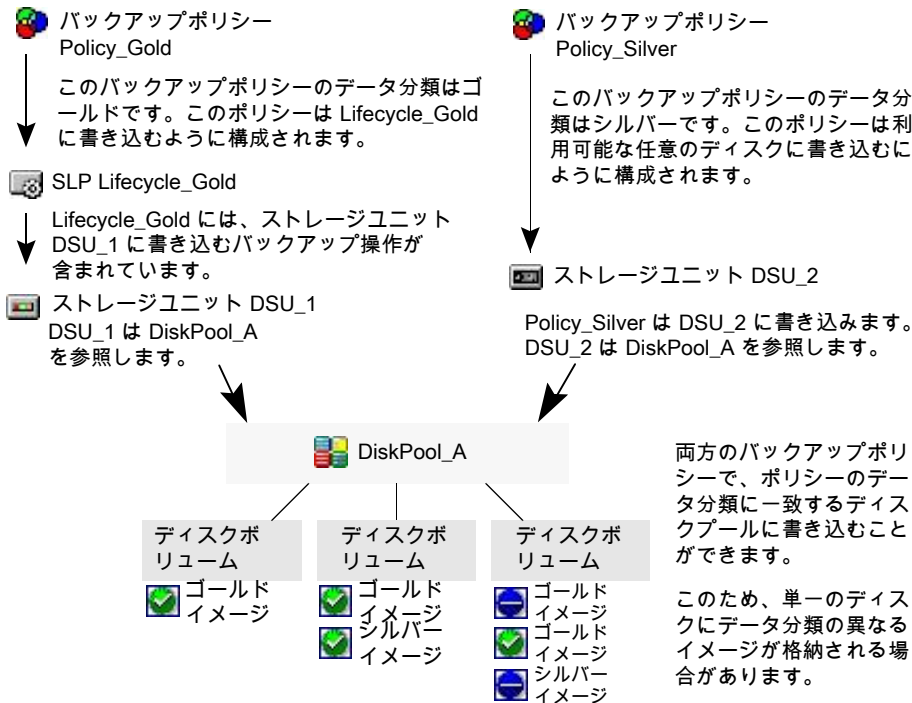 バックアップポリシー
Policy_Gold
このバックアップポリシーのデータ分類はゴ
ールドです。このポリシーは Lifecycle_Gold
に書き込むように構成されます。
SLP Lifecycle_Gold
Lifecycle_Gold には、ストレージユニット
DSU_1 に書き込むバックアップ操作が
含まれています。
ストレージユニット DSU_1
DSU_1 は DiskPool_A
を参照します。
バックアップポリシー
Policy_Silver
このバックアップポリシーのデータ分
類はシルバーです。このポリシーは利
用可能な任意のディスクに書き込むに
ように構成されます。
ストレージユニット DSU_2
Policy_Silver は DSU_2 に書き込みます。
DSU_2 は DiskPool_A を参照します。
DiskPool_A
ディスクボ
リューム
ゴールド
イメージ
ディスクボ
リューム
ゴールド
イメージ
シルバー
イメージ
ディスクボ
リューム
ゴールド
イメージ
ゴールド
イメージ
シルバー
イメージ
両方のバックアップポリ
シーで、ポリシーのデー
タ分類に一致するディス
クプールに書き込むこと
ができます。
このため、単一のディス
クにデータ分類の異なる
イメージが格納される場
合があります。